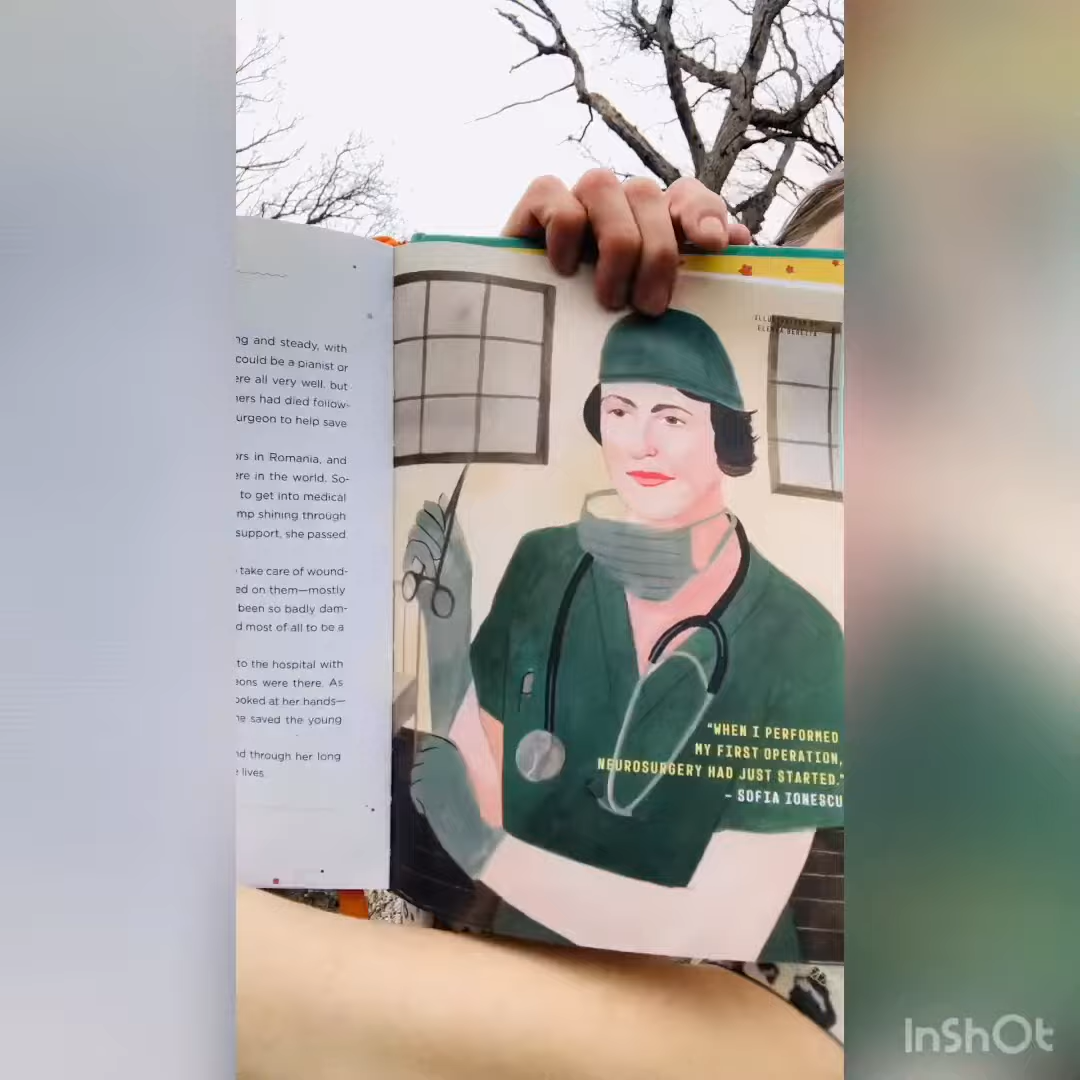 ng and steady, with
could be a pianist or
ere all very well, but
ners had died follow-
urgeon to help save
ors in Romania, and
ere in the world. So-
to get into medical
mp shining through
support, she passed.
take care of wound-
ed on them—mostly
been so badly dam-
d most of all to be a
to the hospital with
eons were there. As
ooked at her hands—
he saved the young
nd through her long
e lives.
ILLUSTRATION BY
"WHEN I PERFORMED
MY FIRST OPERATION,
NEUROSURGERY HAD JUST STARTED."
- SOFIA IONESCU
InShOt